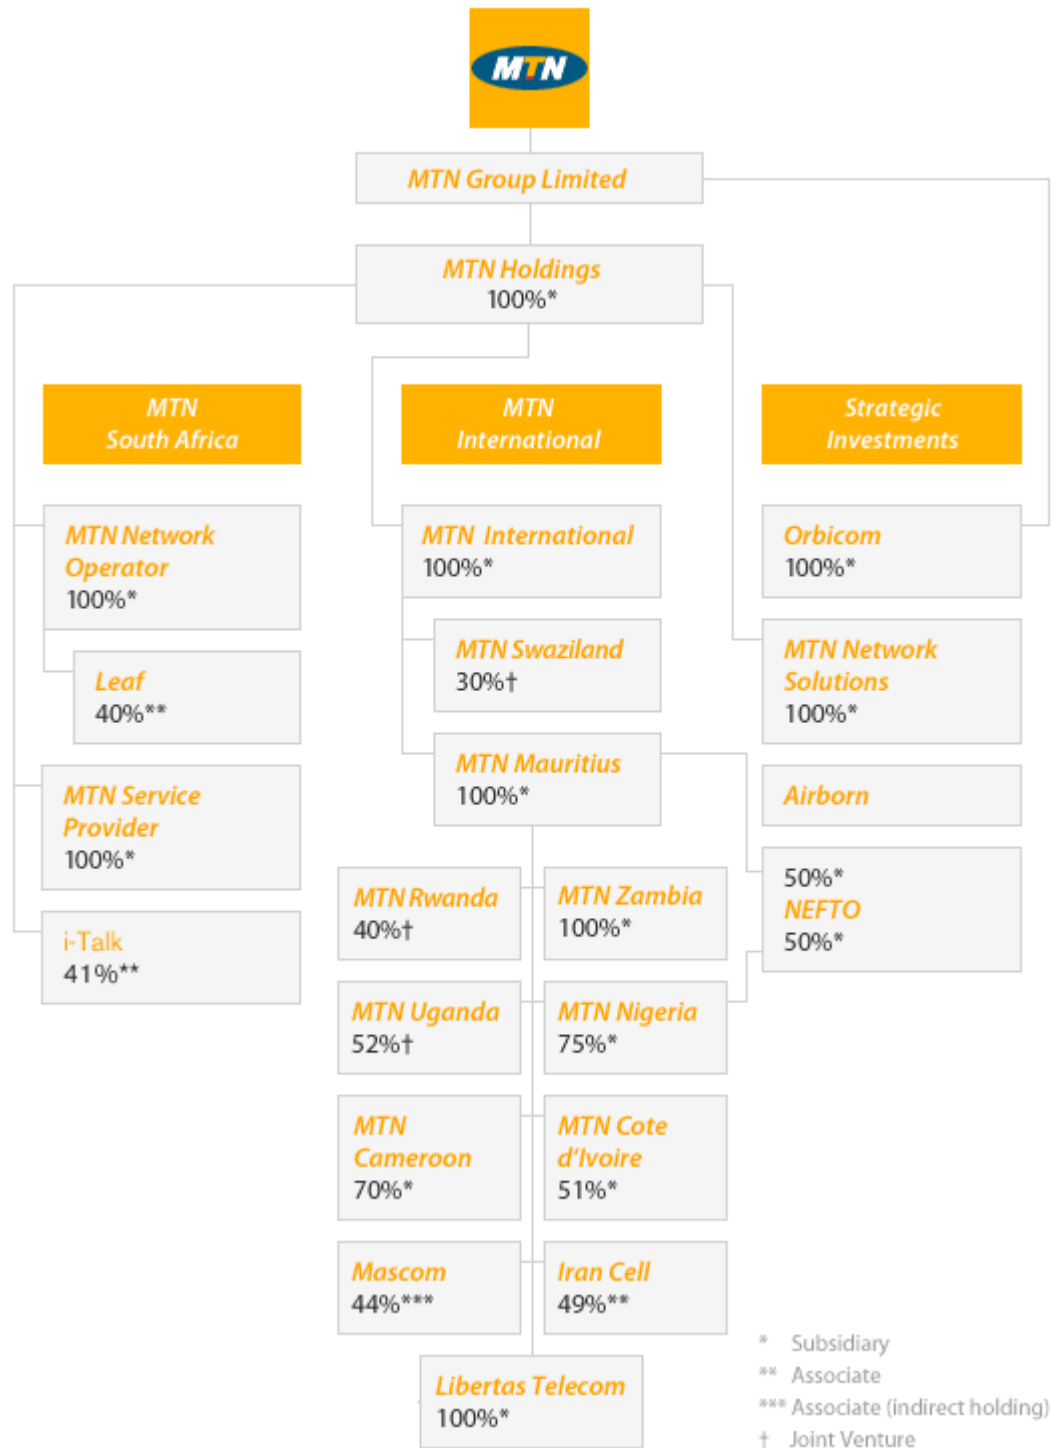 MTN
MTN Group Limited
MTN Holdings
100%*
MTN
South Africa
MTN Network
Operator
100%*
Leaf
40%**
MTN Service
Provider
100%*
i-Talk
41%**
MTN
International
MTN International
100%*
MTN Swaziland
30%†
MTN Mauritius
100%*
MTN Rwanda
40%†
MTN Zambia
100%*
MTN Uganda
52%†
MTN Nigeria
75%*
MTN
Cameroon
70%*
MTN Cote
d'Ivoire
51%*
Mascom
44%***
Iran Cell
49%**
Libertas Telecom
100%*
Strategic
Investments
Orbicom
100%*
MTN Network
Solutions
100%*
Airborn
50%*
NEFTO
50%*
* Subsidiary
** Associate
*** Associate (indirect holding)
† Joint Venture